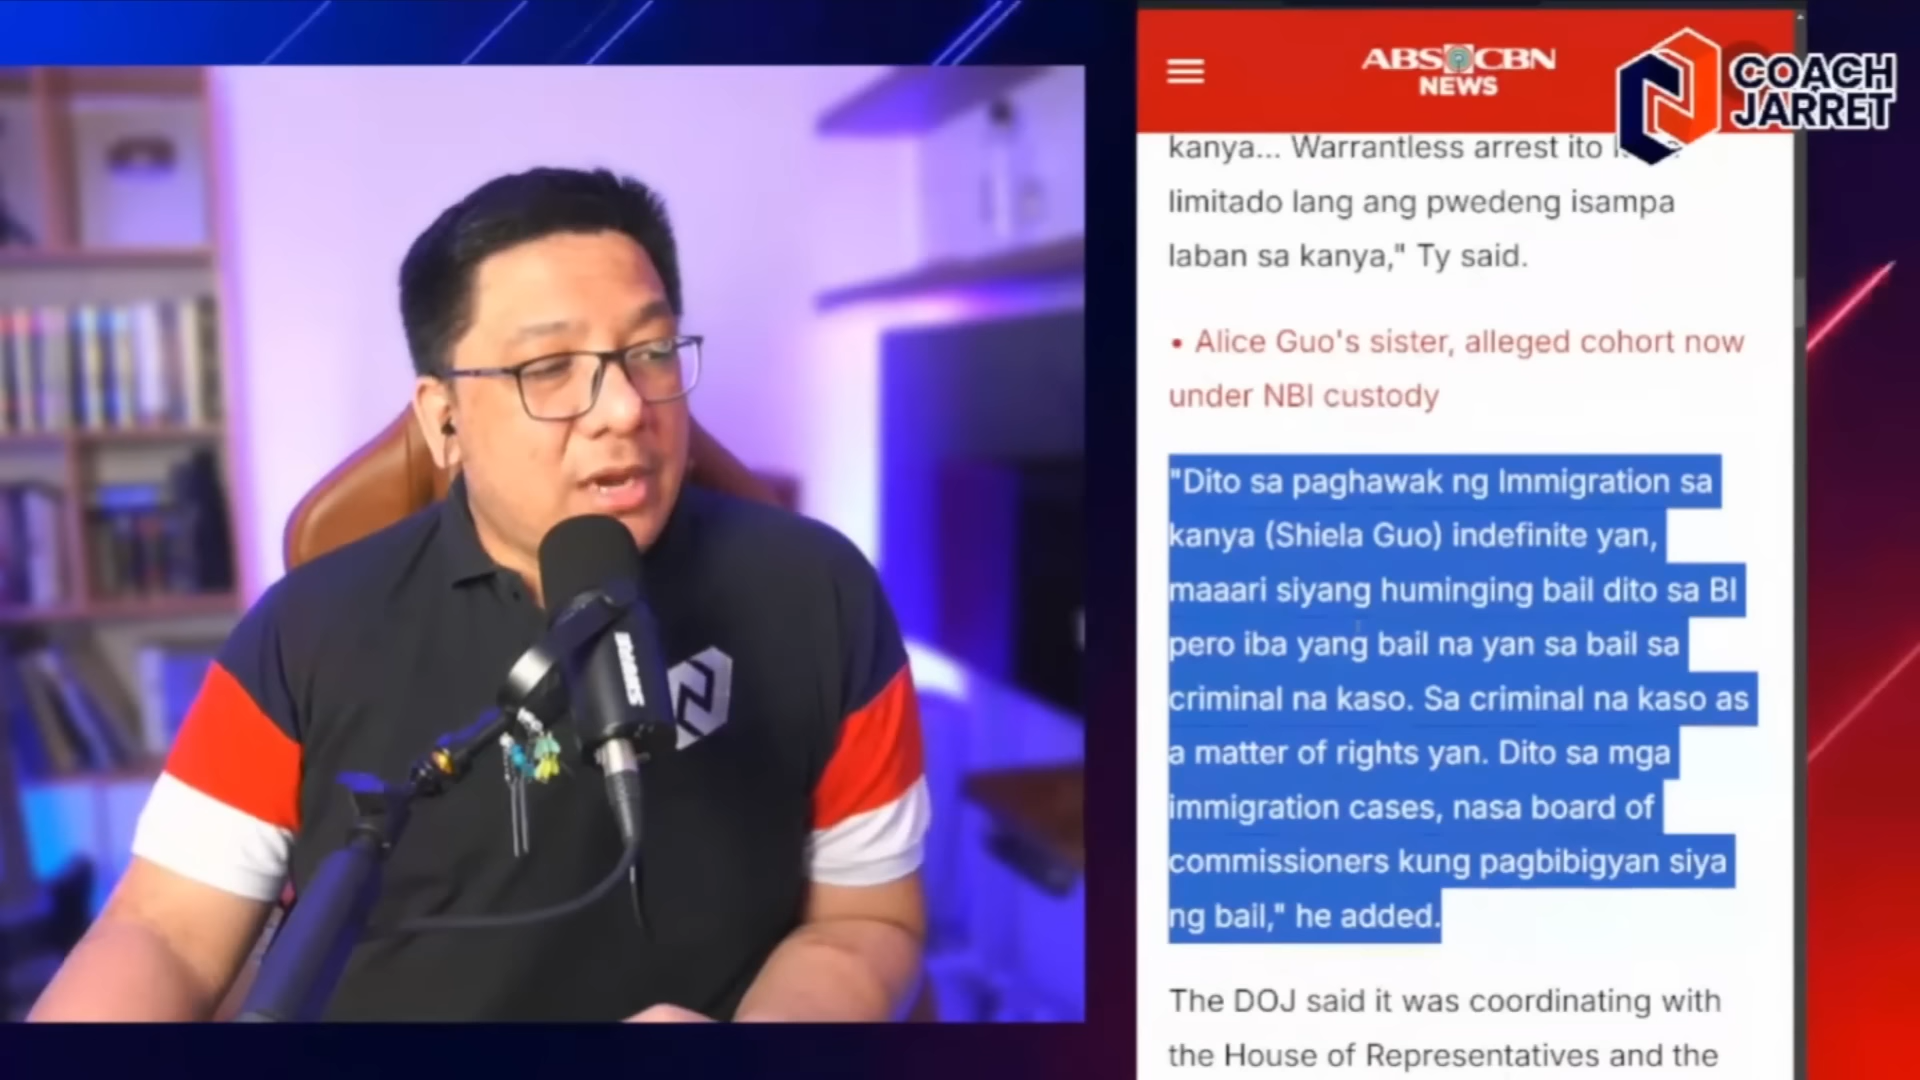 ABS CBN
NEWS
COACH
JARRET
kanya... Warrantless arrest ito
limitado lang ang pwedeng isampa
laban sa kanya," Ty said.
• Alice Guo's sister, alleged cohort now
under NBI custody
"Dito sa paghawak ng Immigration sa
kanya (Shiela Guo) indefinite yan,
maaari siyang huminging bail dito sa BI
pero iba yang bail na yan sa bail sa
criminal na kaso. Sa criminal na kaso as
a matter of rights yan. Dito sa mga
immigration cases, nasa board of
commissioners kung pagbibigyan siya
ng bail," he added.
The DOJ said it was coordinating with
the House of Representatives and the
SHURE